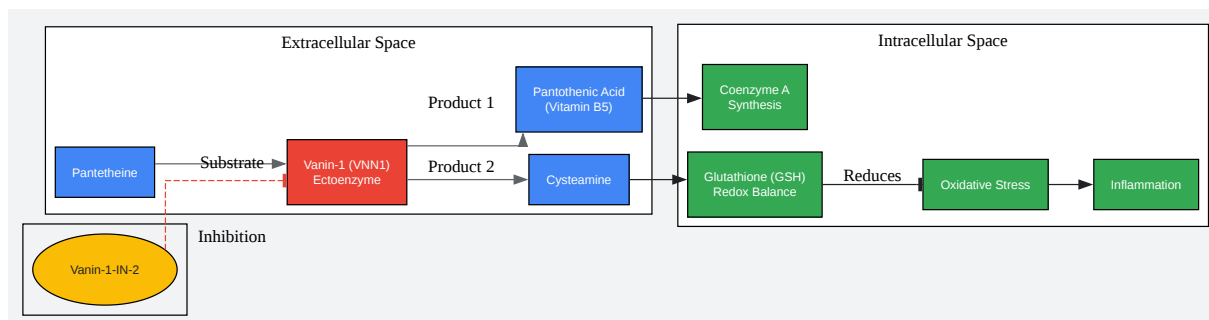 Extracellular Space
Intracellular Space
Pantothenic Acid
(Vitamin B5)
Product 1
Coenzyme A
Synthesis
Pantetheine
Substrate
Vanin-1 (VNN1)
Ectoenzyme
Product 2
Cysteamine
Glutathione (GSH)
Redox Balance
Reduces
Oxidative Stress
Inflammation
Inhibition
Vanin-1-IN-2